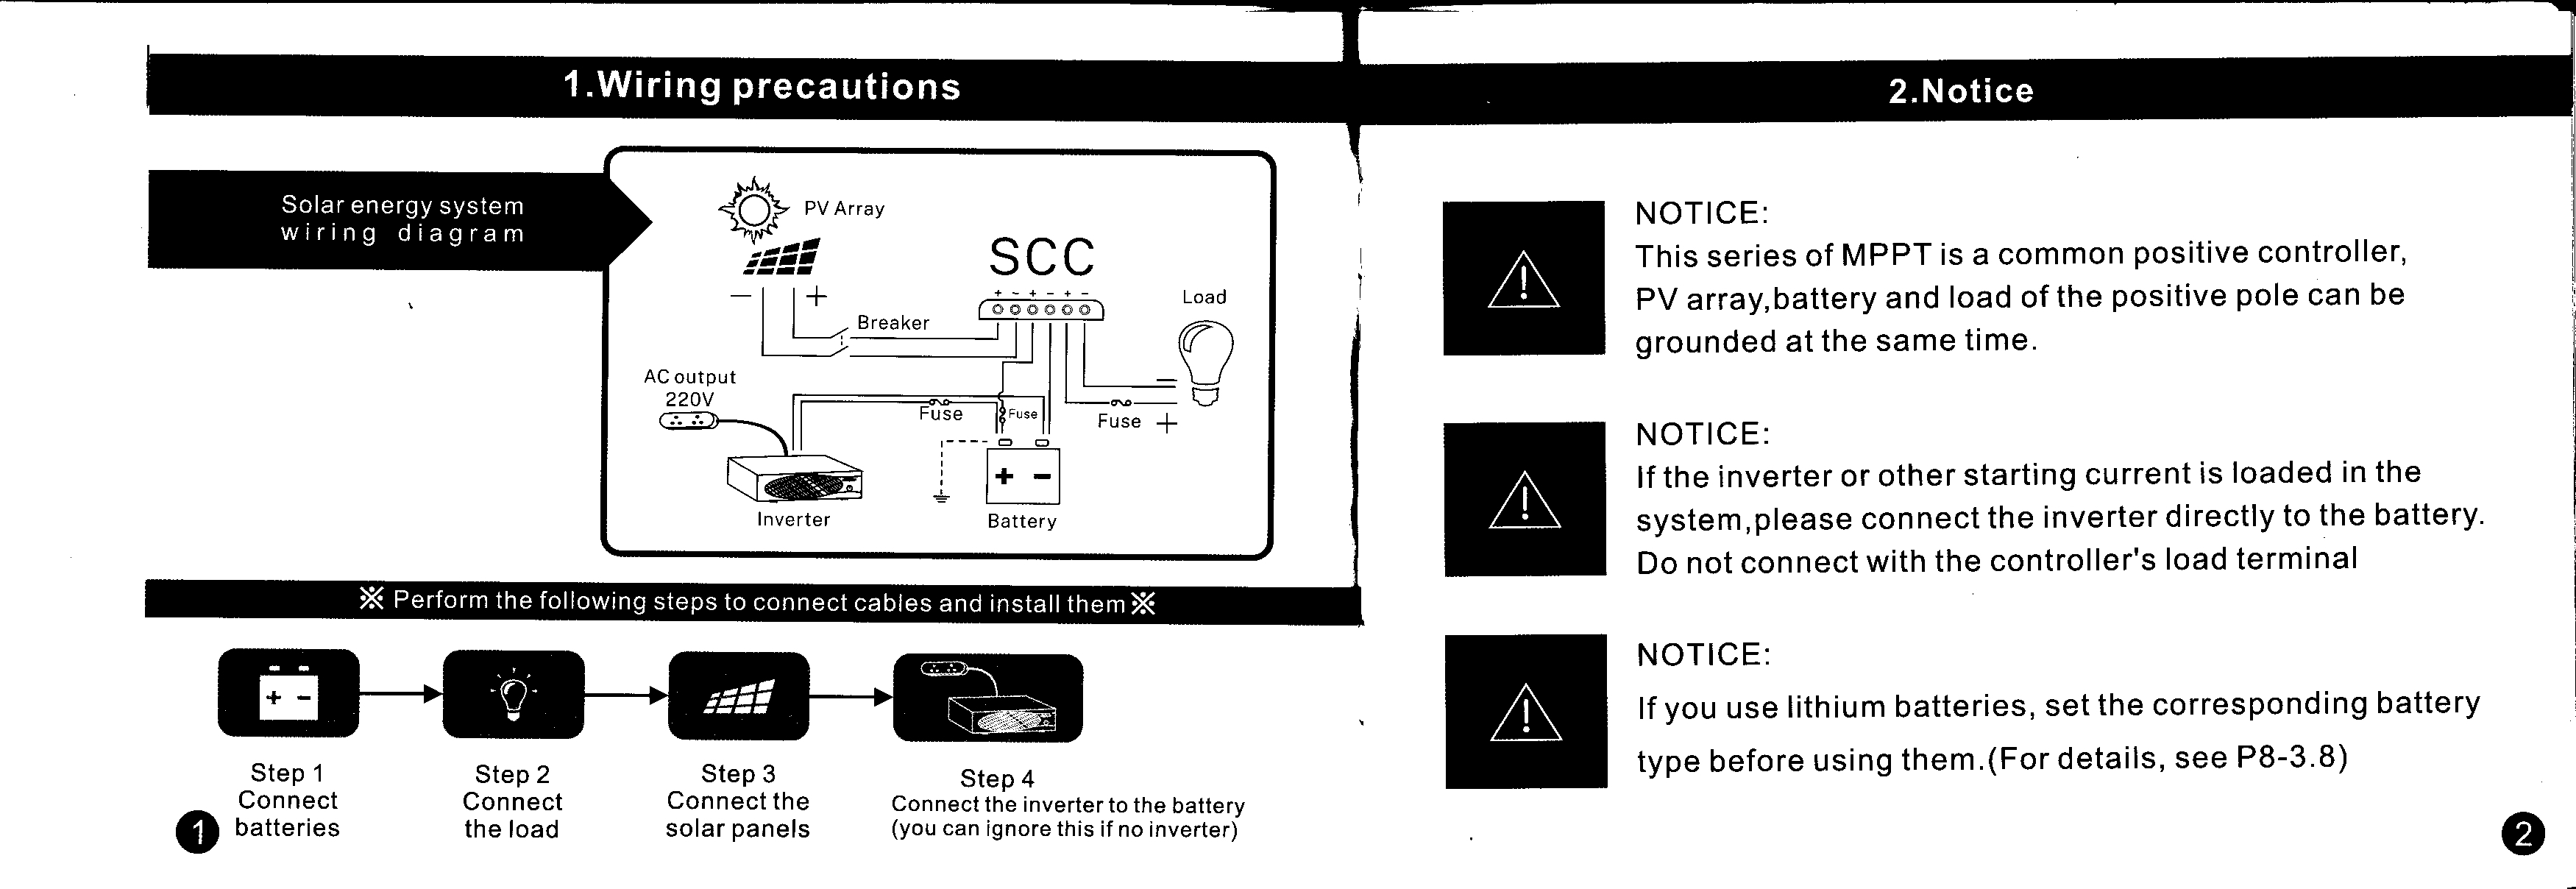 1.Wiring precautions
Solar energy system
wiring diagram
PV Array
SCC
- +
+ - + - + -
Load
Breaker
AC output
220V
Fuse
Fuse
Fuse
-
+
+ -
Inverter
Battery
※ Perform the following steps to connect cables and install them ※
+ -
Step 1
Connect
batteries
Step 2
Connect
the load
Step 3
Connect the
solar panels
Step 4
Connect the inverter to the battery
(you can ignore this if no inverter)
1
2.Notice
!
NOTICE:
This series of MPPT is a common positive controller,
PV array,battery and load of the positive pole can be
grounded at the same time.
!
NOTICE:
If the inverter or other starting current is loaded in the
system,please connect the inverter directly to the battery.
Do not connect with the controller's load terminal
!
NOTICE:
If you use lithium batteries, set the corresponding battery
type before using them.(For details, see P8-3.8)
2